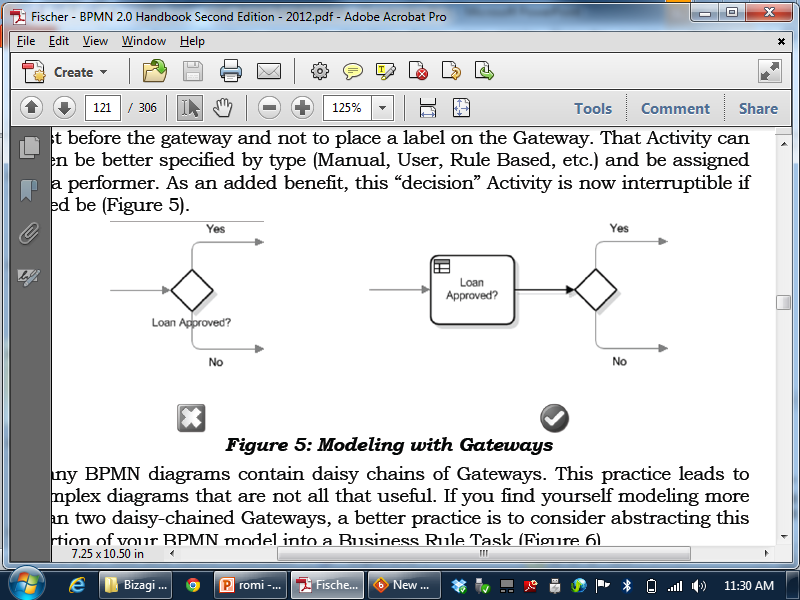 Fischer - BPMN 2.0 Handbook Second Edition - 2012.pdf - Adobe Acrobat Pro
File Edit View Window Help
Create
121 / 306 125% Tools Comment Share
st before the gateway and not to place a label on the Gateway. That Activity can
en be better specified by type (Manual, User, Rule Based, etc.) and be assigned
a performer. As an added benefit, this “decision” Activity is now interruptible if
ed be (Figure 5).
Yes
Loan Approved?
No
Yes
Loan
Approved?
No
Figure 5: Modeling with Gateways
any BPMN diagrams contain daisy chains of Gateways. This practice leads to
mplex diagrams that are not all that useful. If you find yourself modeling more
an two daisy-chained Gateways, a better practice is to consider abstracting this
ortion of your BPMN model into a Business Rule Task (Figure 6)
7.25 x 10.50 in
Bizagi ... romi -... Fische... New ... 11:30 AM